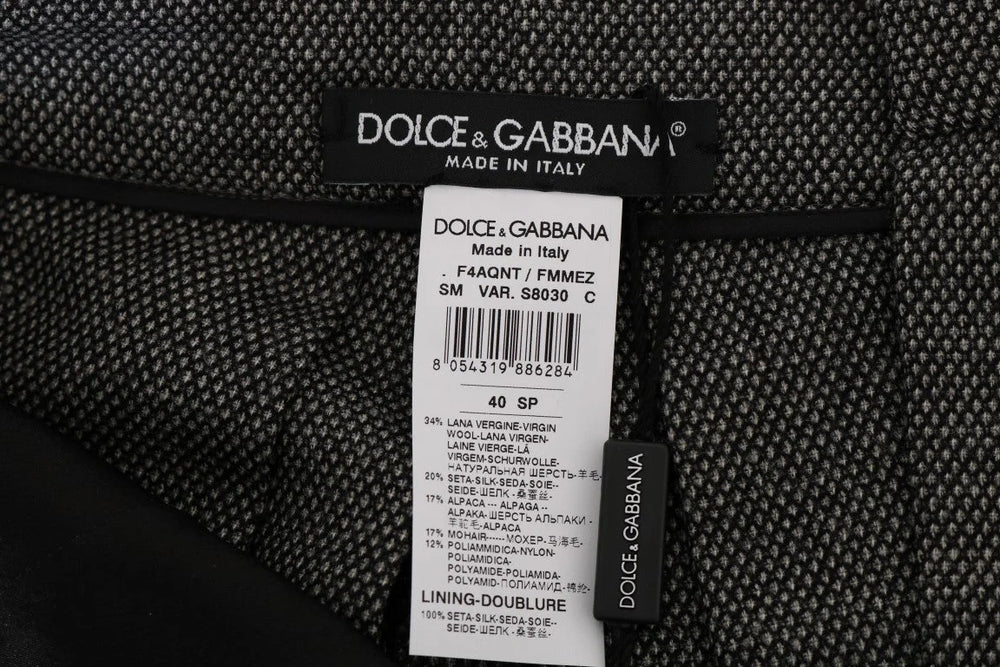 DOLCE & GABBANA®
MADE IN ITALY
DOLCE & GABBANA
Made in Italy
. F4AQNT / FMMEZ
SM VAR. S8030 C
8 054319 886284
40 SP
34% LANA VERGINE-VIRGIN
WOOL-LANA VIRGEN-
LAINE VIERGE-LÃ
VIRGEM-SCHURWOLLE-
НАТУРАЛЬНАЯ ШЕРСТЬ-羊毛-
20% SETA-SILK-SEDA-SOIE--
SEIDE-ШЕЛК -桑蚕丝-
17% ALPACA --- ALPAGA --
ALPAKA-ШЕРСТЬ АЛЬПАКИ -
羊驼毛-ALPACA
17% MOHAIR------МОХЕР-马海毛-
12% POLIAMMIDICA-NYLON-
POLIAMIDICA-
POLYAMIDE-POLIAMIDA-
POLYAMID-ПОЛИАМИД-锦纶-
LINING-DOUBLURE
100% SETA-SILK-SEDA-SOIE--
SEIDE-ШЕЛК -桑蚕丝-
DOLCE & GABBANA